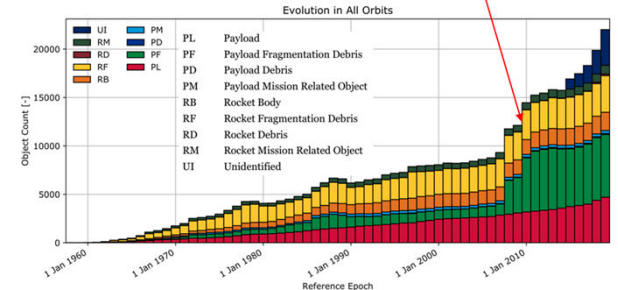 Evolution in All Orbits
Object Count [-]
20000
15000
10000
5000
0
UI PM
RM PD
RD PF
RF PL
RB
PL Payload
PF Payload Fragmentation Debris
PD Payload Debris
PM Payload Mission Related Object
RB Rocket Body
RF Rocket Fragmentation Debris
RD Rocket Debris
RM Rocket Mission Related Object
UI Unidentified
1 Jan 1960 1 Jan 1970 1 Jan 1980 1 Jan 1990 1 Jan 2000 1 Jan 2010
Reference Epoch